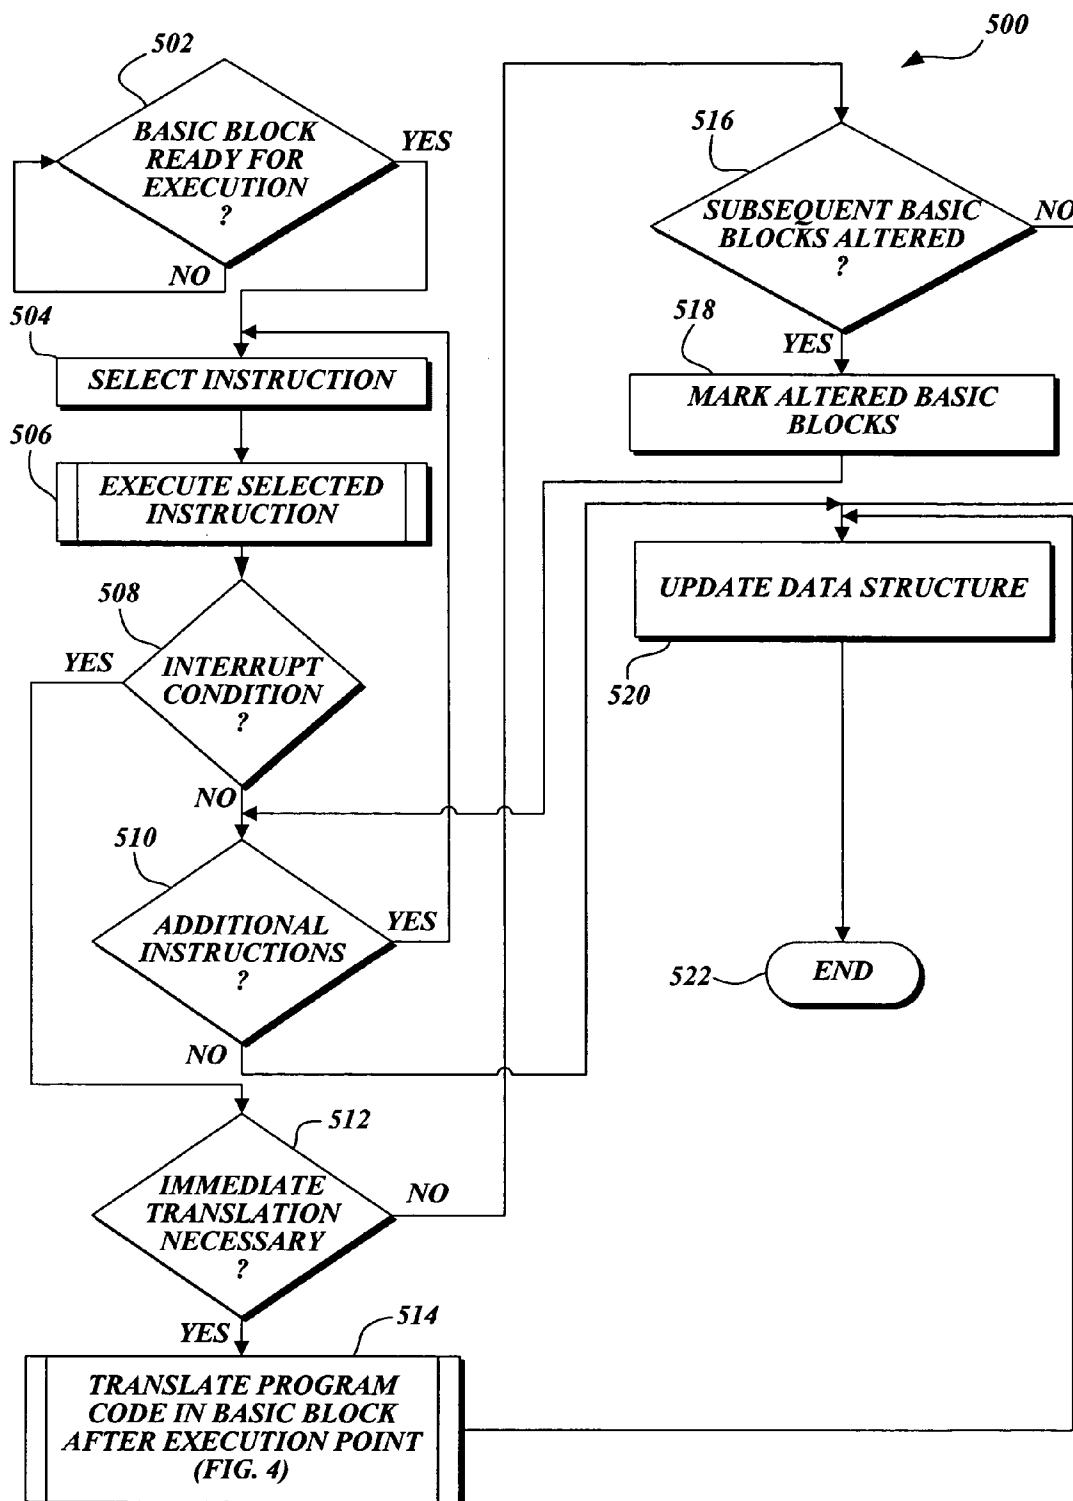 500
502
BASIC BLOCK
READY FOR
EXECUTION
?
YES
NO
504
SELECT INSTRUCTION
506
EXECUTE SELECTED
INSTRUCTION
508
YES
INTERRUPT
CONDITION
?
NO
510
ADDITIONAL
INSTRUCTIONS
?
YES
NO
512
IMMEDIATE
TRANSLATION
NECESSARY
?
NO
YES
514
TRANSLATE PROGRAM
CODE IN BASIC BLOCK
AFTER EXECUTION POINT
(FIG. 4)
516
SUBSEQUENT BASIC
BLOCKS ALTERED
?
NO
YES
518
MARK ALTERED BASIC
BLOCKS
UPDATE DATA STRUCTURE
520
522
END